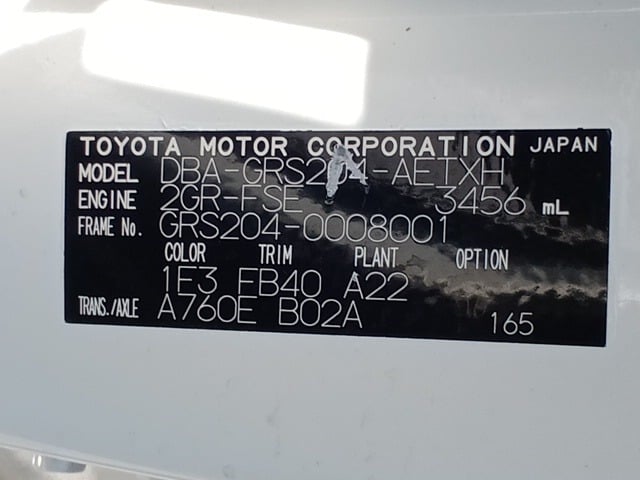 TOYOTA MOTOR CORPORATION JAPAN
MODEL DBA-GRS204-AETXH
ENGINE 2GR-FSE 3456 mL
FRAME No. GRS204-0008001
COLOR TRIM PLANT OPTION
1F3 FB40 A22
TRANS./AXLE A760E B02A 165